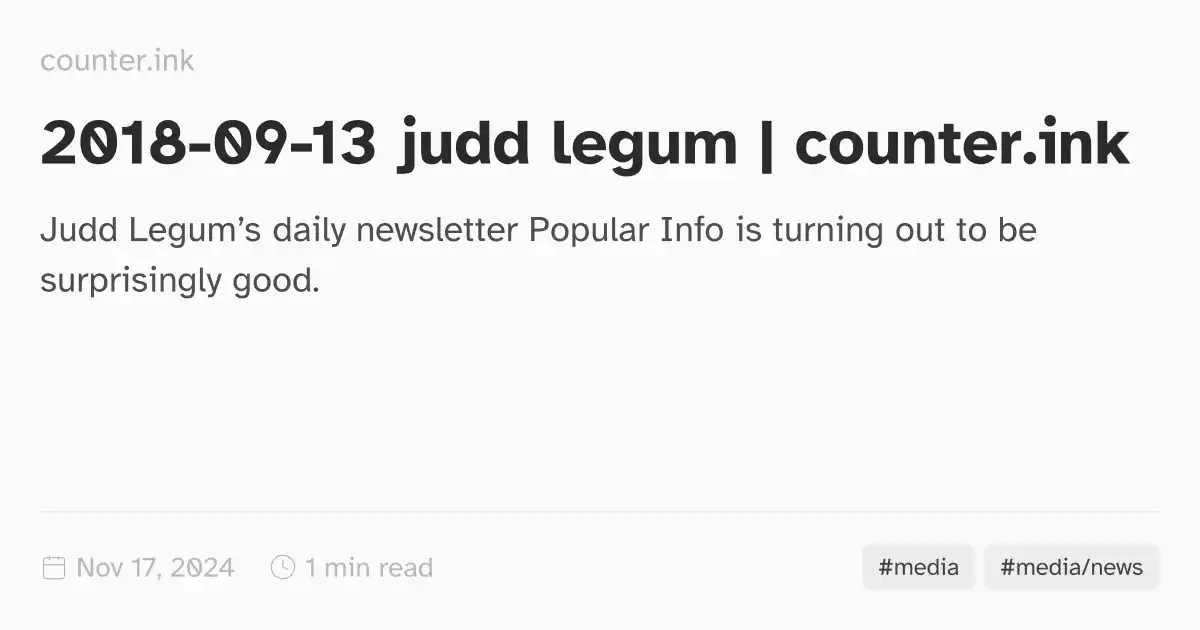 counter.ink
2018-09-13 judd legum | counter.ink
Judd Legum’s daily newsletter Popular Info is turning out to be
surprisingly good.
Nov 17, 2024 1 min read #media #media/news